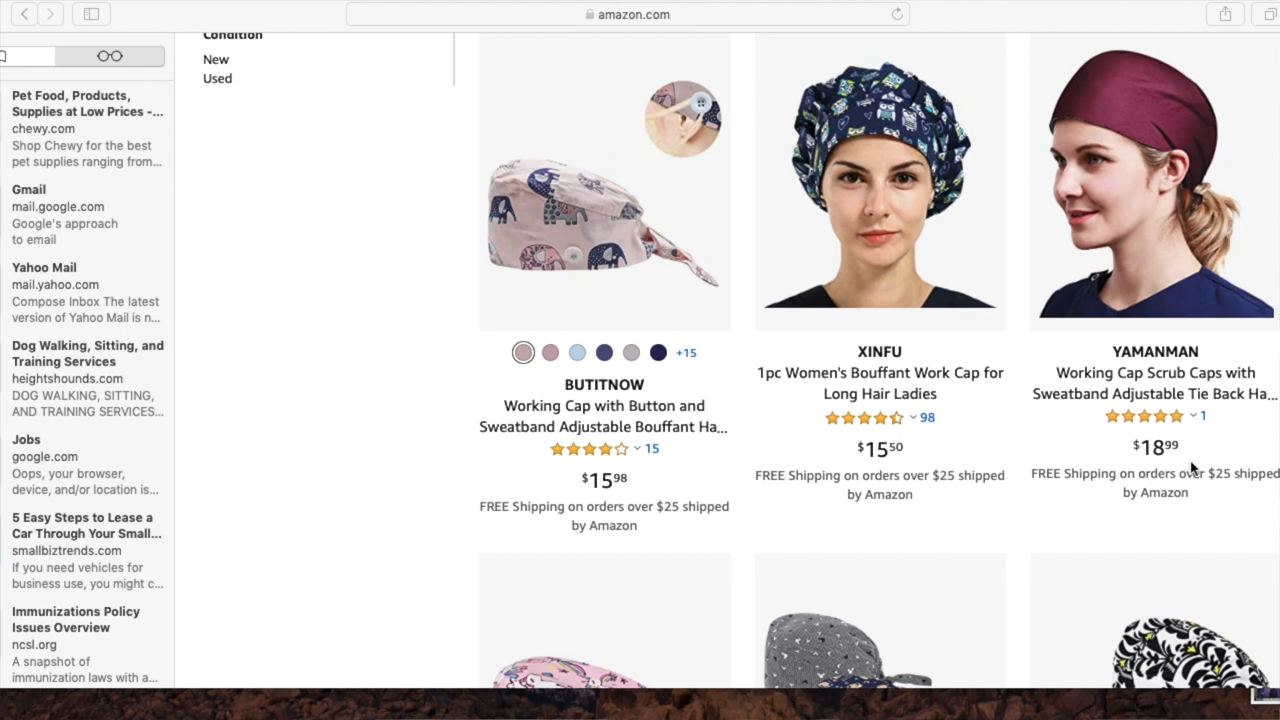 amazon.com
Pet Food, Products,
Supplies at Low Prices -...
chewy.com
Shop Chewy for the best
pet supplies ranging from...
Gmail
mail.google.com
Google's approach
to email
Yahoo Mail
mail.yahoo.com
Compose Inbox The latest
version of Yahoo Mail is n...
Dog Walking, Sitting, and
Training Services
heightshounds.com
DOG WALKING, SITTING,
AND TRAINING SERVICES...
Jobs
google.com
Oops, your browser,
device, and/or location is...
5 Easy Steps to Lease a
Car Through Your Small...
smallbiztrends.com
If you need vehicles for
business use, you might c...
Immunizations Policy
Issues Overview
ncsl.org
A snapshot of
immunization laws with a...
Condition
New
Used
+15
BUTITNOW
Working Cap with Button and
Sweatband Adjustable Bouffant Ha...
15
$1598
FREE Shipping on orders over $25 shipped
by Amazon
XINFU
1pc Women's Bouffant Work Cap for
Long Hair Ladies
98
$1550
FREE Shipping on orders over $25 shipped
by Amazon
YAMANMAN
Working Cap Scrub Caps with
Sweatband Adjustable Tie Back Ha...
1
$1899
FREE Shipping on orders over $25 shipped
by Amazon